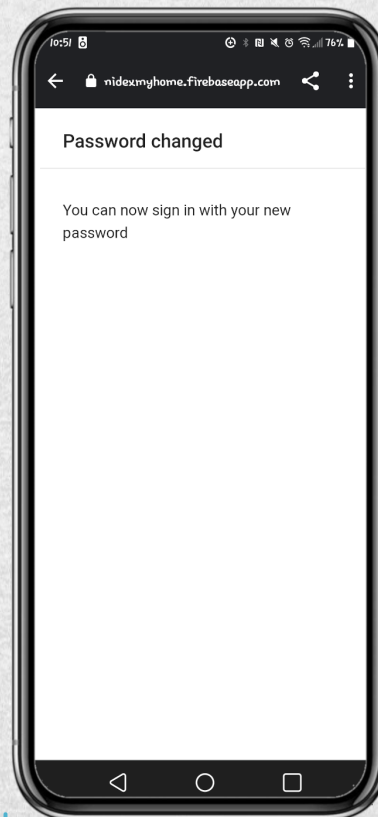 10:51 76%
nidexmyhome.firebaseapp.com
Password changed
You can now sign in with your new
password